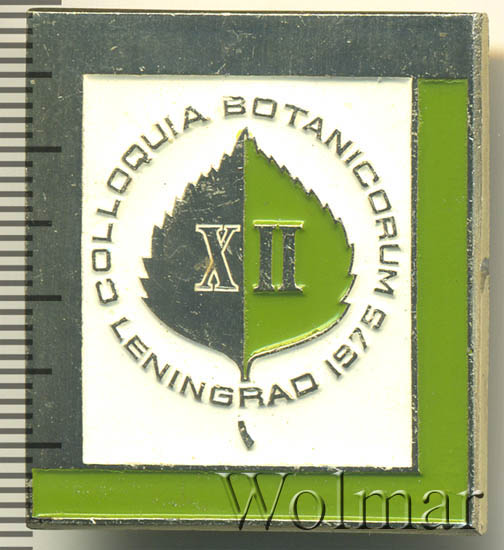 COLLOQUIA BOTANICORUM
XII
LENINGRAD 1975
Wolmar